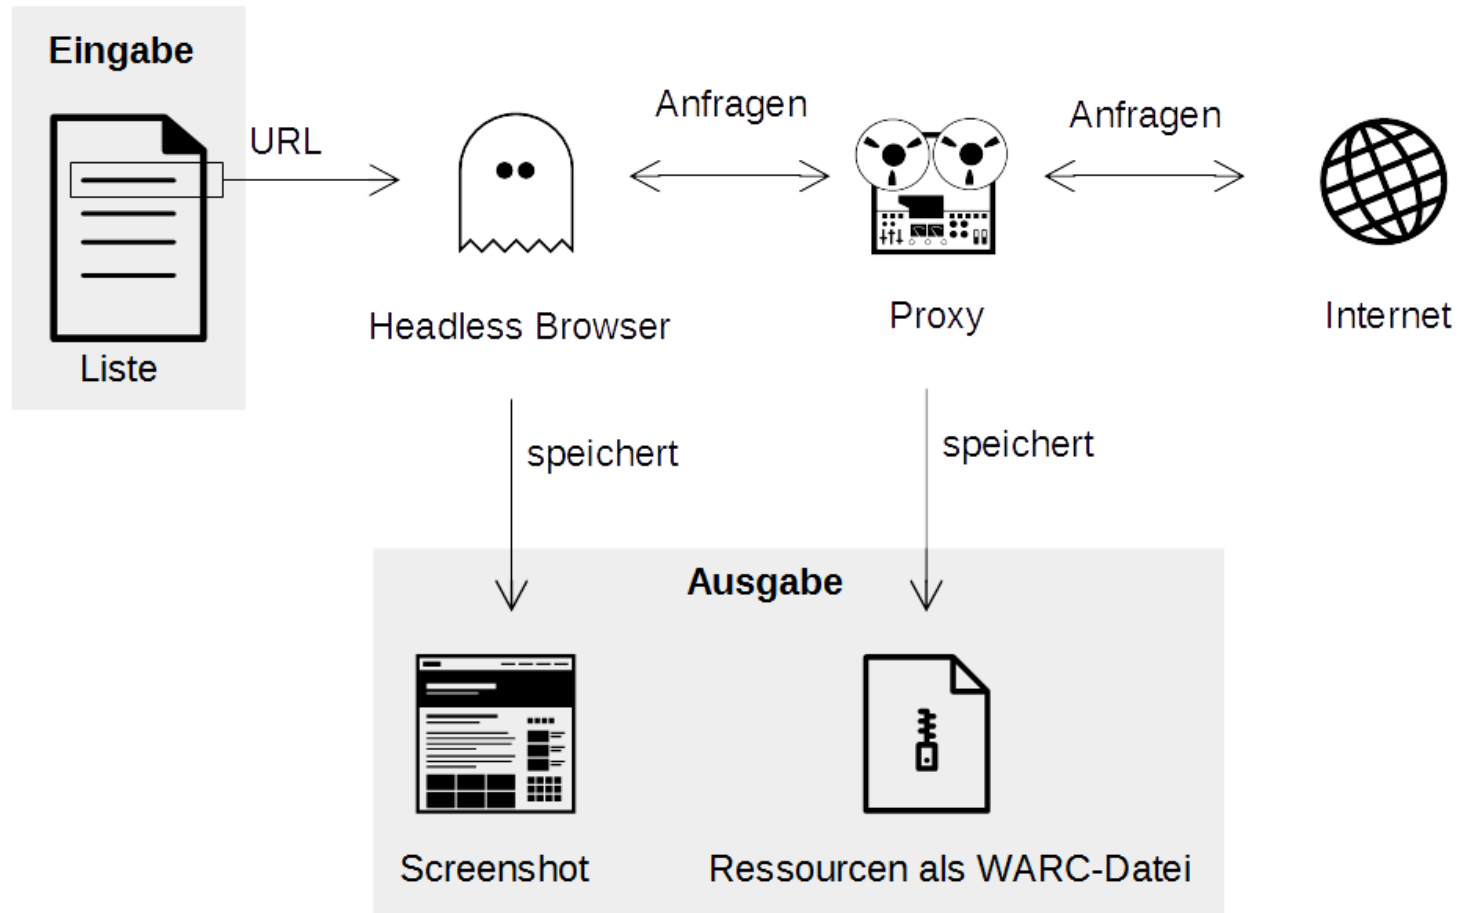 Eingabe
URL
Anfragen
Anfragen
Liste
Headless Browser
Proxy
Internet
speichert
speichert
Ausgabe
Screenshot
Ressourcen als WARC-Datei